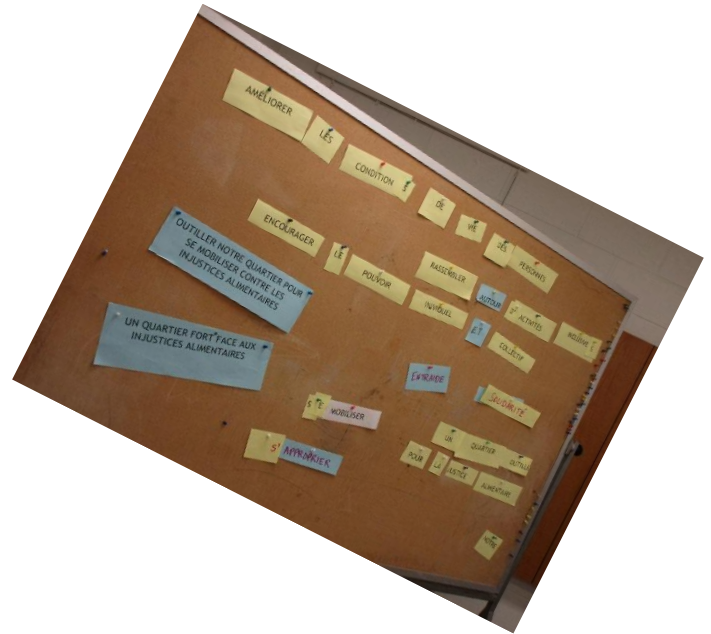 AMÉLIORER LES CONDITION S DE VIE DES PERSONNES
ENCOURAGER LE POUVOIR
RASSEMBLER AUTOUR D' ACTIVITÉS
INDIVIDUEL ET COLLECTIF
OUTILLER NOTRE QUARTIER POUR
SE MOBILISER CONTRE LES
INJUSTICES ALIMENTAIRES
UN QUARTIER FORT FACE AUX
INJUSTICES ALIMENTAIRES
ENTRAIDE
SOLIDARITÉ
SE MOBILISER
S' APPROPRIER
UN QUARTIER OUTILLÉ
POUR LA JUSTICE ALIMENTAIRE
NOTRE